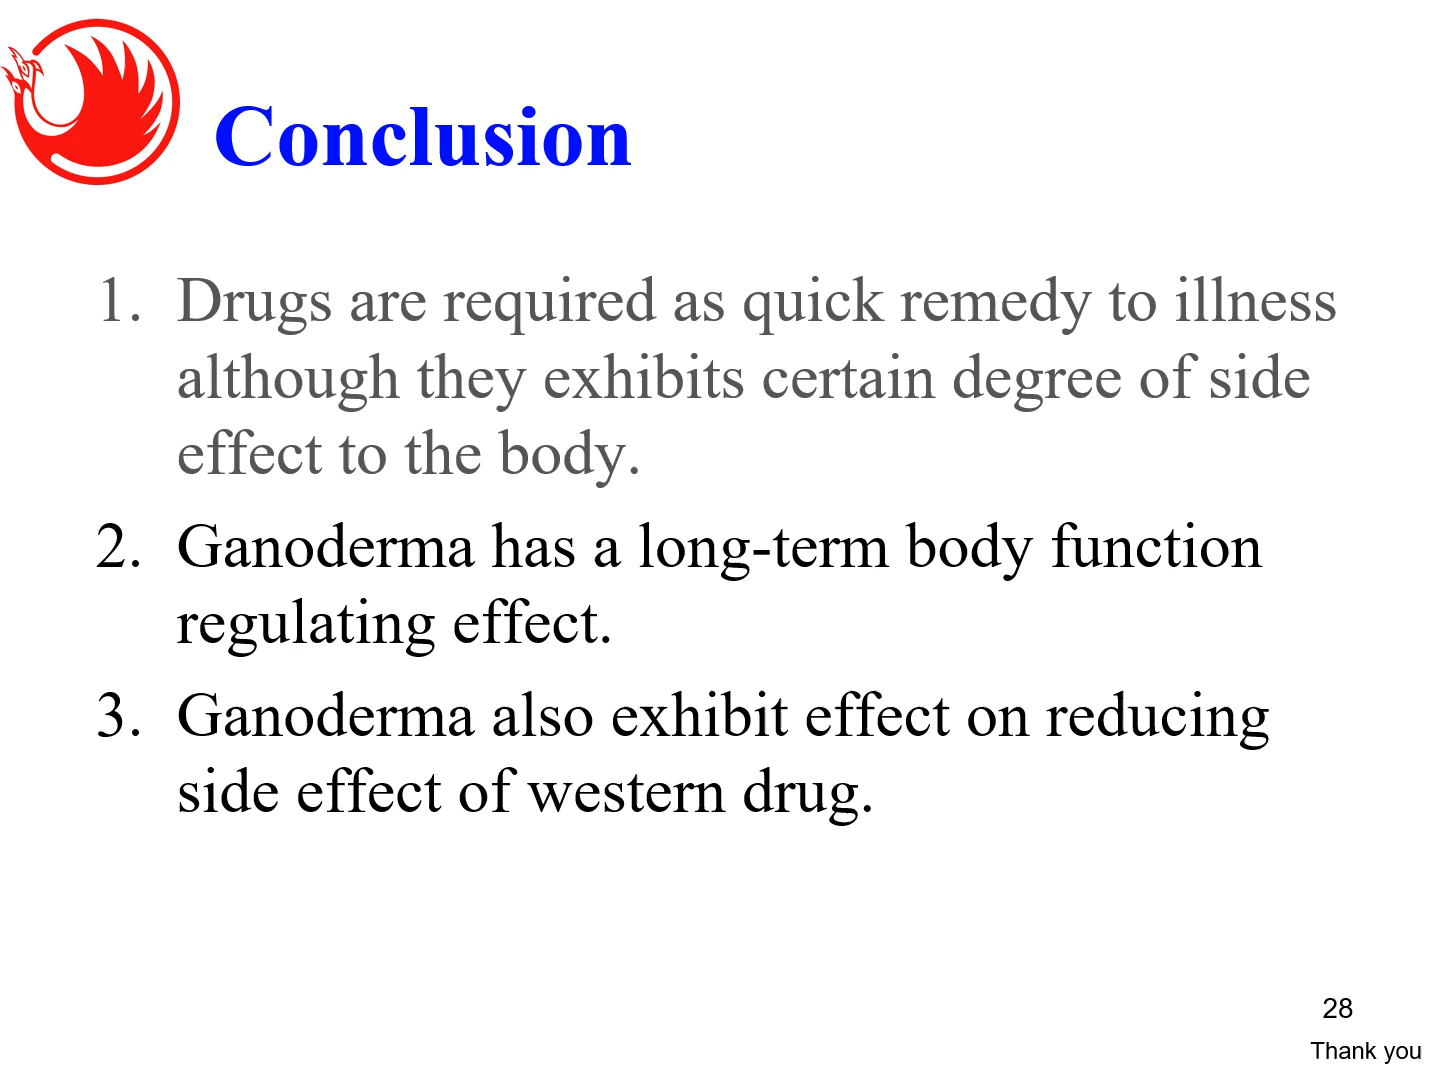 Conclusion
1. Drugs are required as quick remedy to illness
although they exhibits certain degree of side
effect to the body.
2. Ganoderma has a long-term body function
regulating effect.
3. Ganoderma also exhibit effect on reducing
side effect of western drug.
28
Thank you